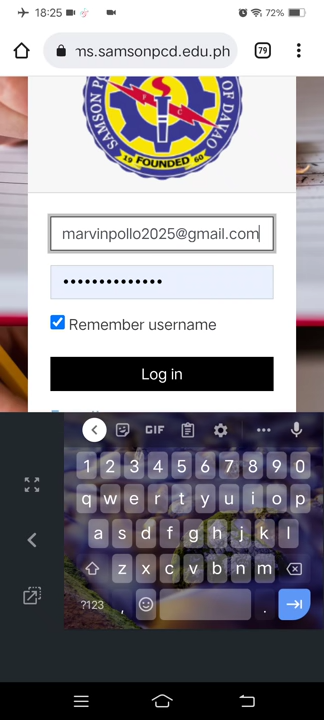 18:25
72%
ms.samsonpcd.edu.ph
79
SAMSON P
OF DAVAO
F
C
19 FOUNDED 60
marvinpollo2025@gmail.com
••••••••••••••
Remember username
Log in
GIF
1 2 3 4 5 6 7 8 9 0
q w e r t y u i o p
a s d f g h j k l
z x c v b n m
?123 , .